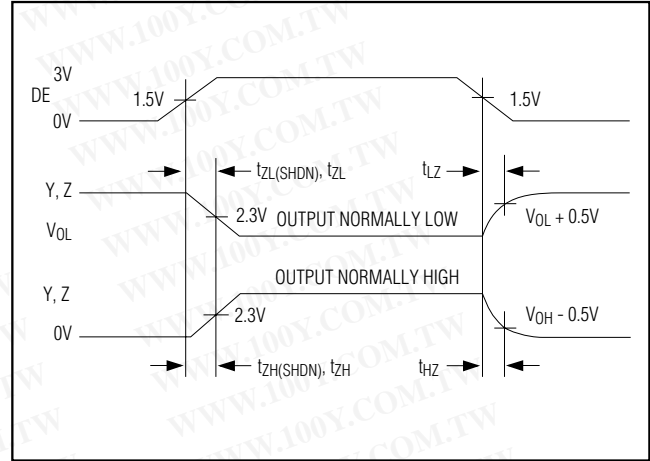 3V
DE
1.5V
1.5V
0V
tZL(SHDN), tZL
tLZ
Y, Z
2.3V
OUTPUT NORMALLY LOW
VOL + 0.5V
VOL
OUTPUT NORMALLY HIGH
Y, Z
2.3V
VOH - 0.5V
0V
tZH(SHDN), tZH
tHZ
WWW.100Y.COM.TW